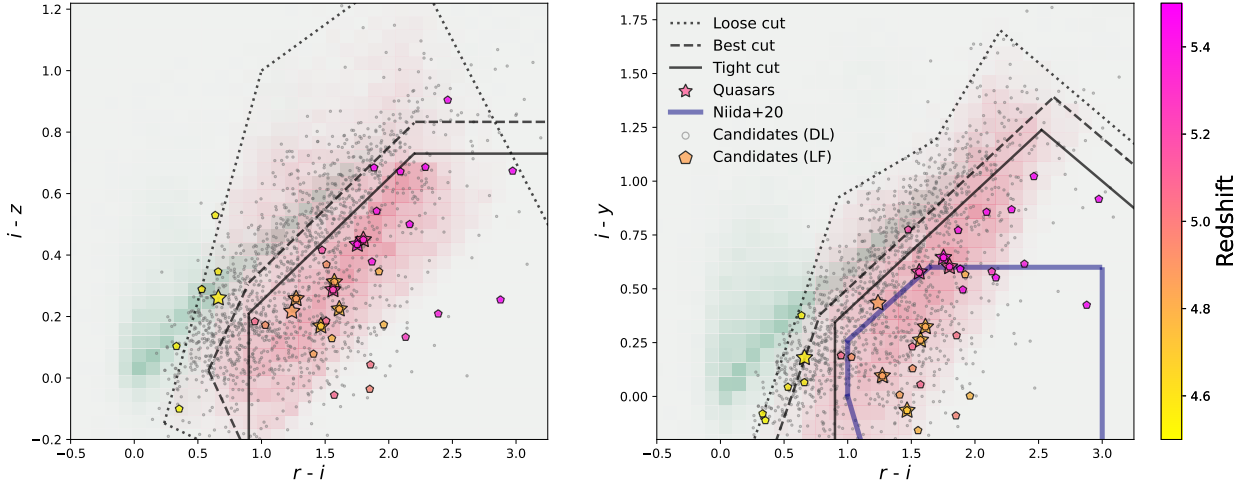 1.2
1.0
0.8
0.6
0.4
0.2
0.0
−0.2
i - z
−0.5 0.0 0.5 1.0 1.5 2.0 2.5 3.0
r - i
1.75
1.50
1.25
1.00
0.75
0.50
0.25
0.00
i - y
−0.5 0.0 0.5 1.0 1.5 2.0 2.5 3.0
r - i
Loose cut
Best cut
Tight cut
Quasars
Niida+20
Candidates (DL)
Candidates (LF)
5.4
5.2
5.0
4.8
4.6
Redshift